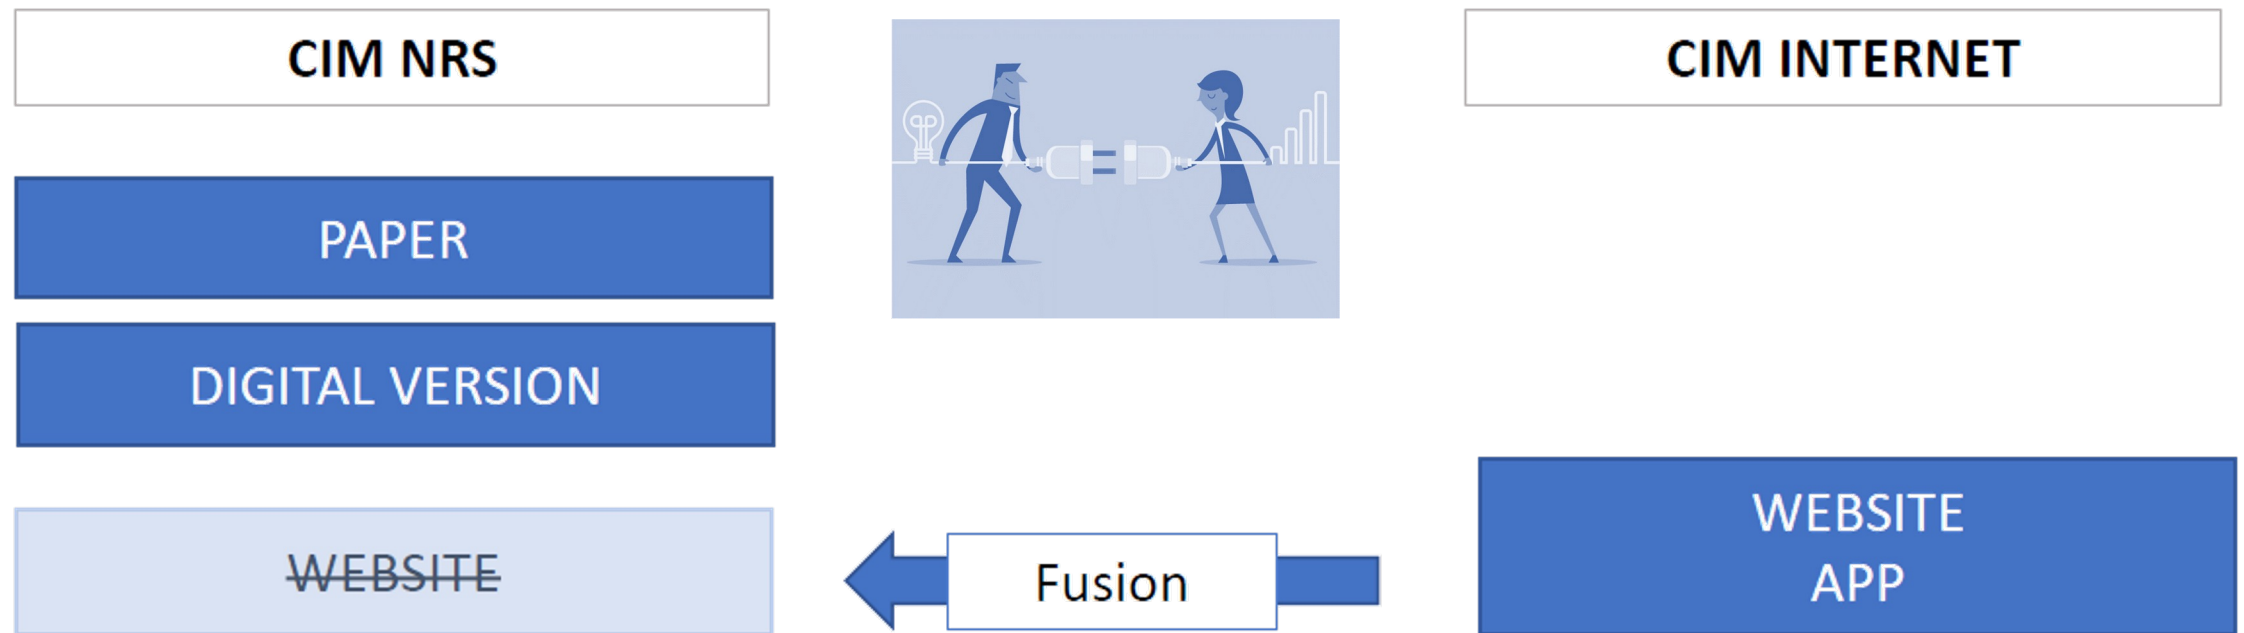 CIM NRS
CIM INTERNET
PAPER
DIGITAL VERSION
WEBSITE
Fusion
WEBSITE
APP